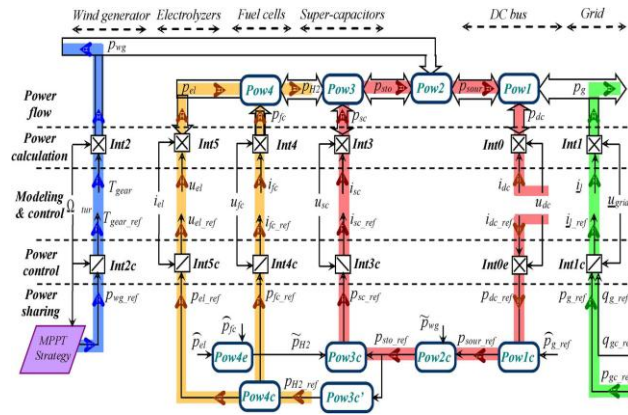 Wind generator Electrolyzers Fuel cells Super-capacitors DC bus Grid
p_wg
p_el Pow4 p_H2 Pow3 p_sto Pow2 p_sour Pow1 p_g
Power flow
p_fc p_sc p_dc
Power calculation
Int2 Int5 Int4 Int3 Int0 Int1
T_gear u_el i_fc i_sc i_dc i_l
Modeling & control
Ω_tur i_el u_fc u_sc u_dc u_grid
T_gear_ref u_el_ref i_fc_ref i_sc_ref i_dc_ref i_l_ref
Power control
Int2c Int5c Int4c Int3c Int0e Int1c
Power sharing
p_wg_ref p_el_ref p_fc_ref p_sc_ref p_dc_ref p_g_ref q_g_ref
MPPT Strategy
p̂_el p̂_fc p̃_H2 p_sto_ref p̃_wg p_sour_ref p̂_g_ref q_gc_ref
Pow4e Pow3c Pow2c Pow1c
p_gc_ref
Pow4c p_H2_ref Pow3c'